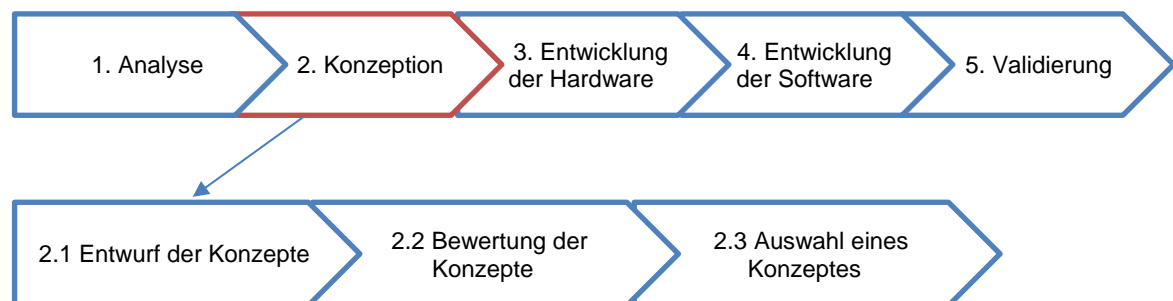 1. Analyse
2. Konzeption
3. Entwicklung
der Hardware
4. Entwicklung
der Software
5. Validierung
2.1 Entwurf der Konzepte
2.2 Bewertung der
Konzepte
2.3 Auswahl eines
Konzeptes